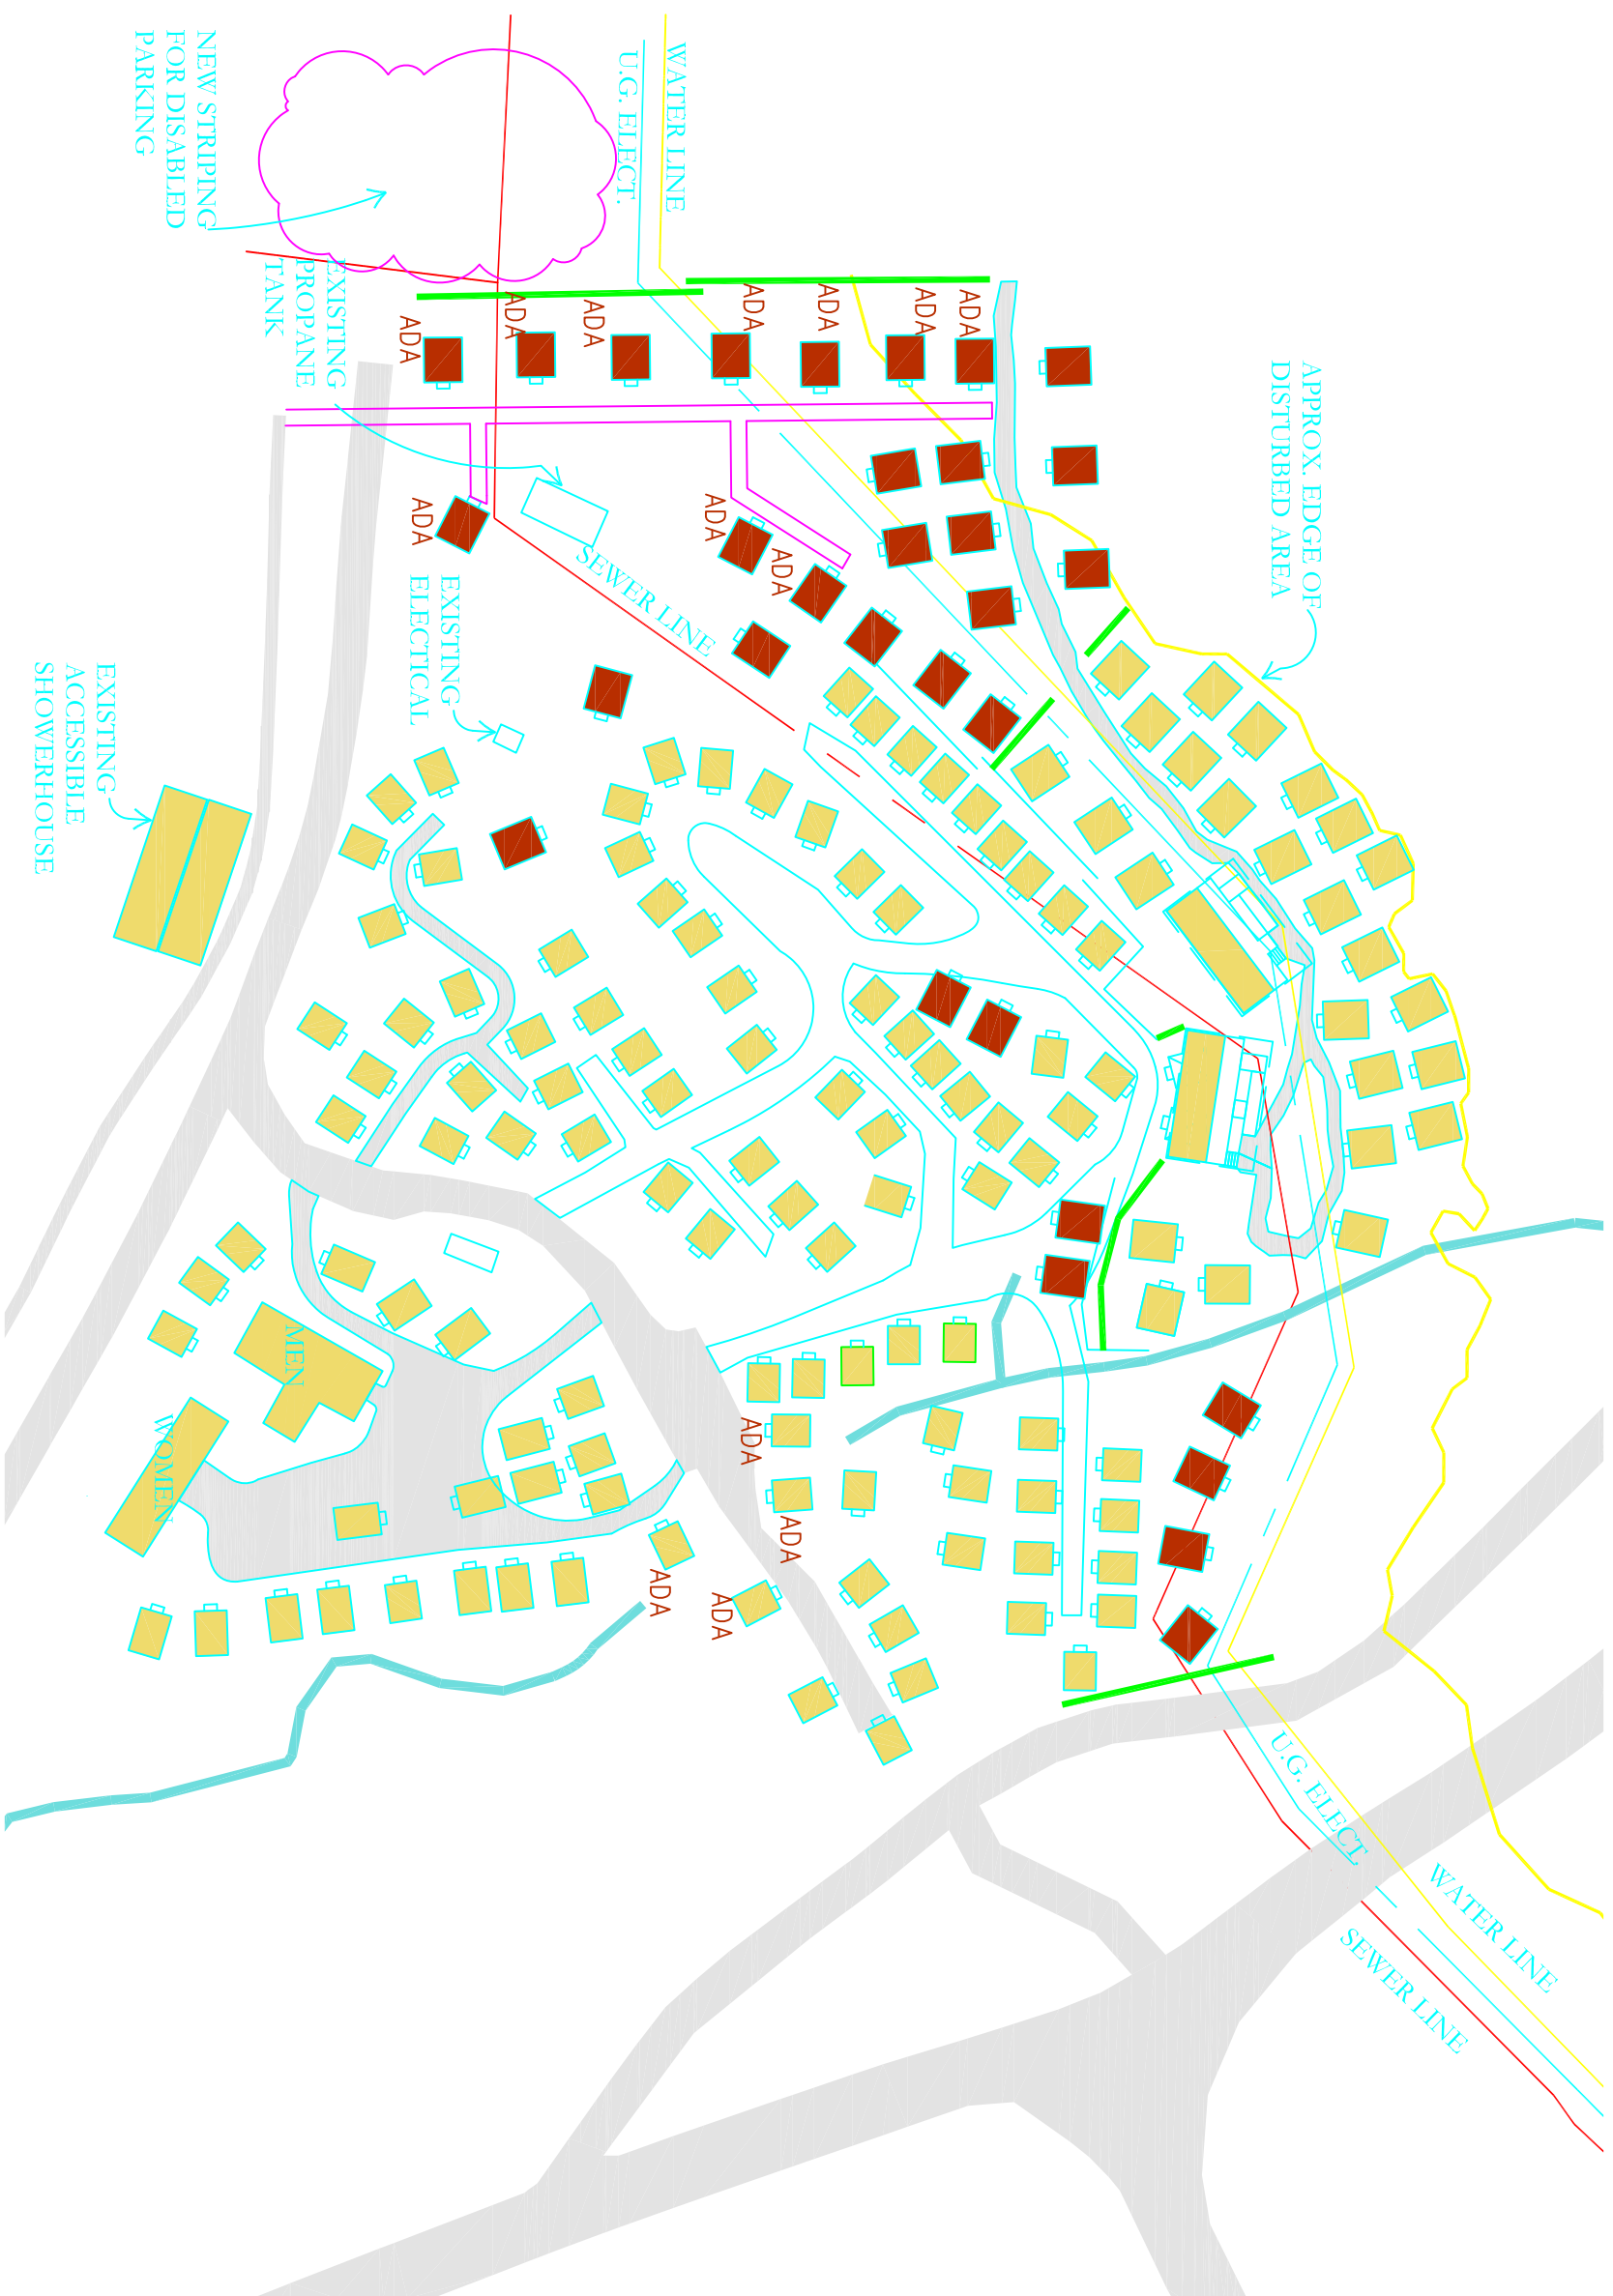 NEW STRIPING
FOR DISABLED
PARKING
U.G. ELECT.
WATER LINE
EXISTING
PROPANE
TANK
ADA
ADA
ADA
ADA
ADA
ADA
ADA
APPROX. EDGE OF
DISTURBED AREA
ADA
ADA
ADA
SEWER LINE
EXISTING
ELECTICAL
EXISTING
ACCESSIBLE
SHOWERHOUSE
MEN
WOMEN
ADA
ADA
ADA
ADA
U.G. ELECT.
WATER LINE
SEWER LINE